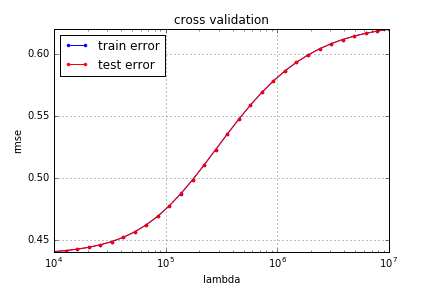 cross validation
train error
test error
0.60
0.55
0.50
0.45
rmse
10^4
10^5
10^6
10^7
lambda